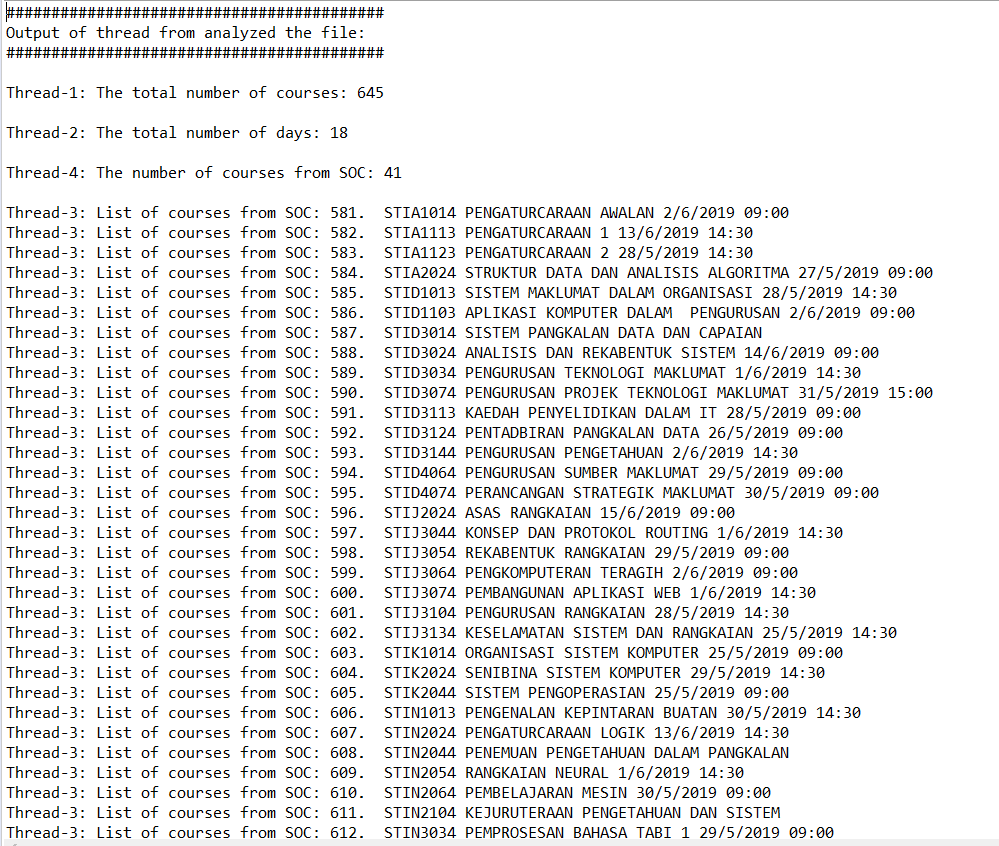 ##########################################
Output of thread from analyzed the file:
##########################################
Thread-1: The total number of courses: 645
Thread-2: The total number of days: 18
Thread-4: The number of courses from SOC: 41
Thread-3: List of courses from SOC: 581.  STIA1014 PENGATURCARAAN AWALAN 2/6/2019 09:00
Thread-3: List of courses from SOC: 582.  STIA1113 PENGATURCARAAN 1 13/6/2019 14:30
Thread-3: List of courses from SOC: 583.  STIA1123 PENGATURCARAAN 2 28/5/2019 14:30
Thread-3: List of courses from SOC: 584.  STIA2024 STRUKTUR DATA DAN ANALISIS ALGORITMA 27/5/2019 09:00
Thread-3: List of courses from SOC: 585.  STID1013 SISTEM MAKLUMAT DALAM ORGANISASI 28/5/2019 14:30
Thread-3: List of courses from SOC: 586.  STID1103 APLIKASI KOMPUTER DALAM  PENGURUSAN 2/6/2019 09:00
Thread-3: List of courses from SOC: 587.  STID3014 SISTEM PANGKALAN DATA DAN CAPAIAN
Thread-3: List of courses from SOC: 588.  STID3024 ANALISIS DAN REKABENTUK SISTEM 14/6/2019 09:00
Thread-3: List of courses from SOC: 589.  STID3034 PENGURUSAN TEKNOLOGI MAKLUMAT 1/6/2019 14:30
Thread-3: List of courses from SOC: 590.  STID3074 PENGURUSAN PROJEK TEKNOLOGI MAKLUMAT 31/5/2019 15:00
Thread-3: List of courses from SOC: 591.  STID3113 KAEDAH PENYELIDIKAN DALAM IT 28/5/2019 09:00
Thread-3: List of courses from SOC: 592.  STID3124 PENTADBIRAN PANGKALAN DATA 26/5/2019 09:00
Thread-3: List of courses from SOC: 593.  STID3144 PENGURUSAN PENGETAHUAN 2/6/2019 14:30
Thread-3: List of courses from SOC: 594.  STID4064 PENGURUSAN SUMBER MAKLUMAT 29/5/2019 09:00
Thread-3: List of courses from SOC: 595.  STID4074 PERANCANGAN STRATEGIK MAKLUMAT 30/5/2019 09:00
Thread-3: List of courses from SOC: 596.  STIJ2024 ASAS RANGKAIAN 15/6/2019 09:00
Thread-3: List of courses from SOC: 597.  STIJ3044 KONSEP DAN PROTOKOL ROUTING 1/6/2019 14:30
Thread-3: List of courses from SOC: 598.  STIJ3054 REKABENTUK RANGKAIAN 29/5/2019 09:00
Thread-3: List of courses from SOC: 599.  STIJ3064 PENGKOMPUTERAN TERAGIH 2/6/2019 09:00
Thread-3: List of courses from SOC: 600.  STIJ3074 PEMBANGUNAN APLIKASI WEB 1/6/2019 14:30
Thread-3: List of courses from SOC: 601.  STIJ3104 PENGURUSAN RANGKAIAN 28/5/2019 14:30
Thread-3: List of courses from SOC: 602.  STIJ3134 KESELAMATAN SISTEM DAN RANGKAIAN 25/5/2019 14:30
Thread-3: List of courses from SOC: 603.  STIK1014 ORGANISASI SISTEM KOMPUTER 25/5/2019 09:00
Thread-3: List of courses from SOC: 604.  STIK2024 SENIBINA SISTEM KOMPUTER 29/5/2019 14:30
Thread-3: List of courses from SOC: 605.  STIK2044 SISTEM PENGOPERASIAN 25/5/2019 09:00
Thread-3: List of courses from SOC: 606.  STIN1013 PENGENALAN KEPINTARAN BUATAN 30/5/2019 14:30
Thread-3: List of courses from SOC: 607.  STIN2024 PENGATURCARAAN LOGIK 13/6/2019 14:30
Thread-3: List of courses from SOC: 608.  STIN2044 PENEMUAN PENGETAHUAN DALAM PANGKALAN
Thread-3: List of courses from SOC: 609.  STIN2054 RANGKAIAN NEURAL 1/6/2019 14:30
Thread-3: List of courses from SOC: 610.  STIN2064 PEMBELAJARAN MESIN 30/5/2019 09:00
Thread-3: List of courses from SOC: 611.  STIN2104 KEJURUTERAAN PENGETAHUAN DAN SISTEM
Thread-3: List of courses from SOC: 612.  STIN3034 PEMPROSESAN BAHASA TABI 1 29/5/2019 09:00